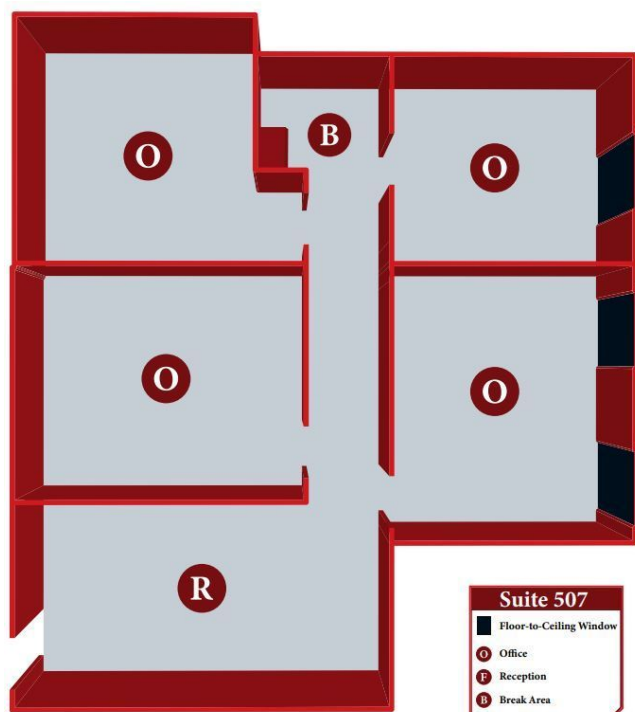 B
O
O
O
O
R
Suite 507
Floor-to-Ceiling Window
O Office
F Reception
B Break Area